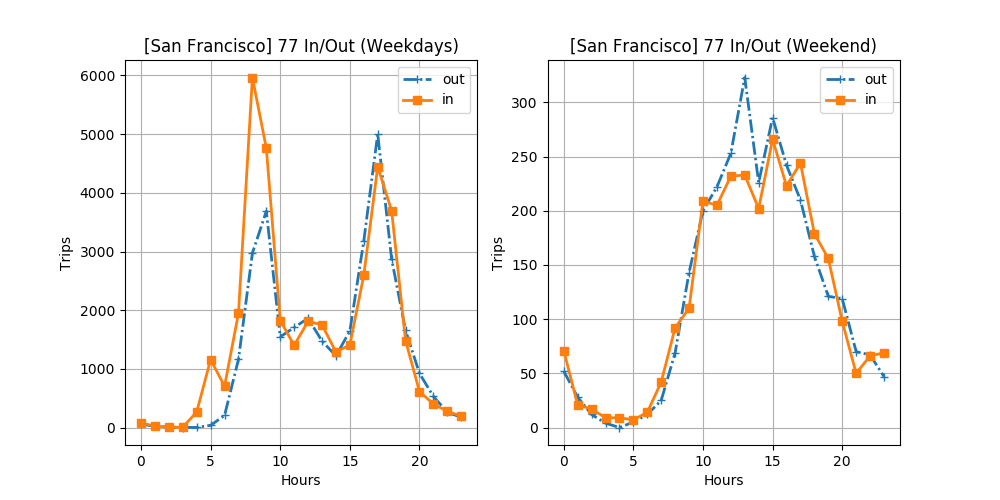 [San Francisco] 77 In/Out (Weekdays)
out
in
6000
5000
4000
3000
2000
1000
0
Trips
0 5 10 15 20
Hours
[San Francisco] 77 In/Out (Weekend)
out
in
300
250
200
150
100
50
0
Trips
0 5 10 15 20
Hours